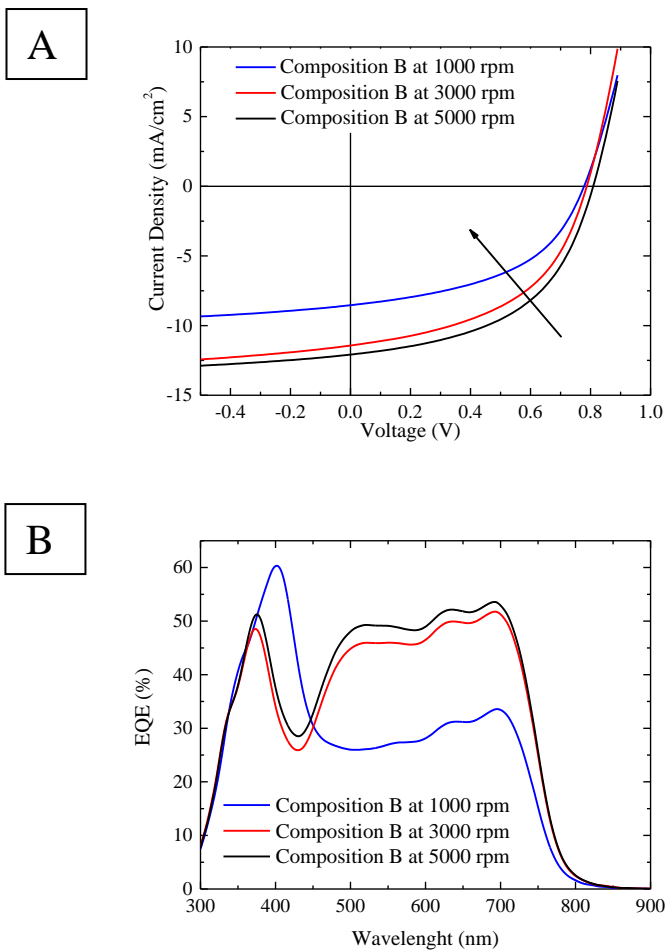 A
10
5
0
-5
-10
-15
Current Density (mA/cm2)
Composition B at 1000 rpm
Composition B at 3000 rpm
Composition B at 5000 rpm
-0.4 -0.2 0.0 0.2 0.4 0.6 0.8 1.0
Voltage (V)
B
60
50
40
30
20
10
0
EQE (%)
Composition B at 1000 rpm
Composition B at 3000 rpm
Composition B at 5000 rpm
300 400 500 600 700 800 900
Wavelenght (nm)